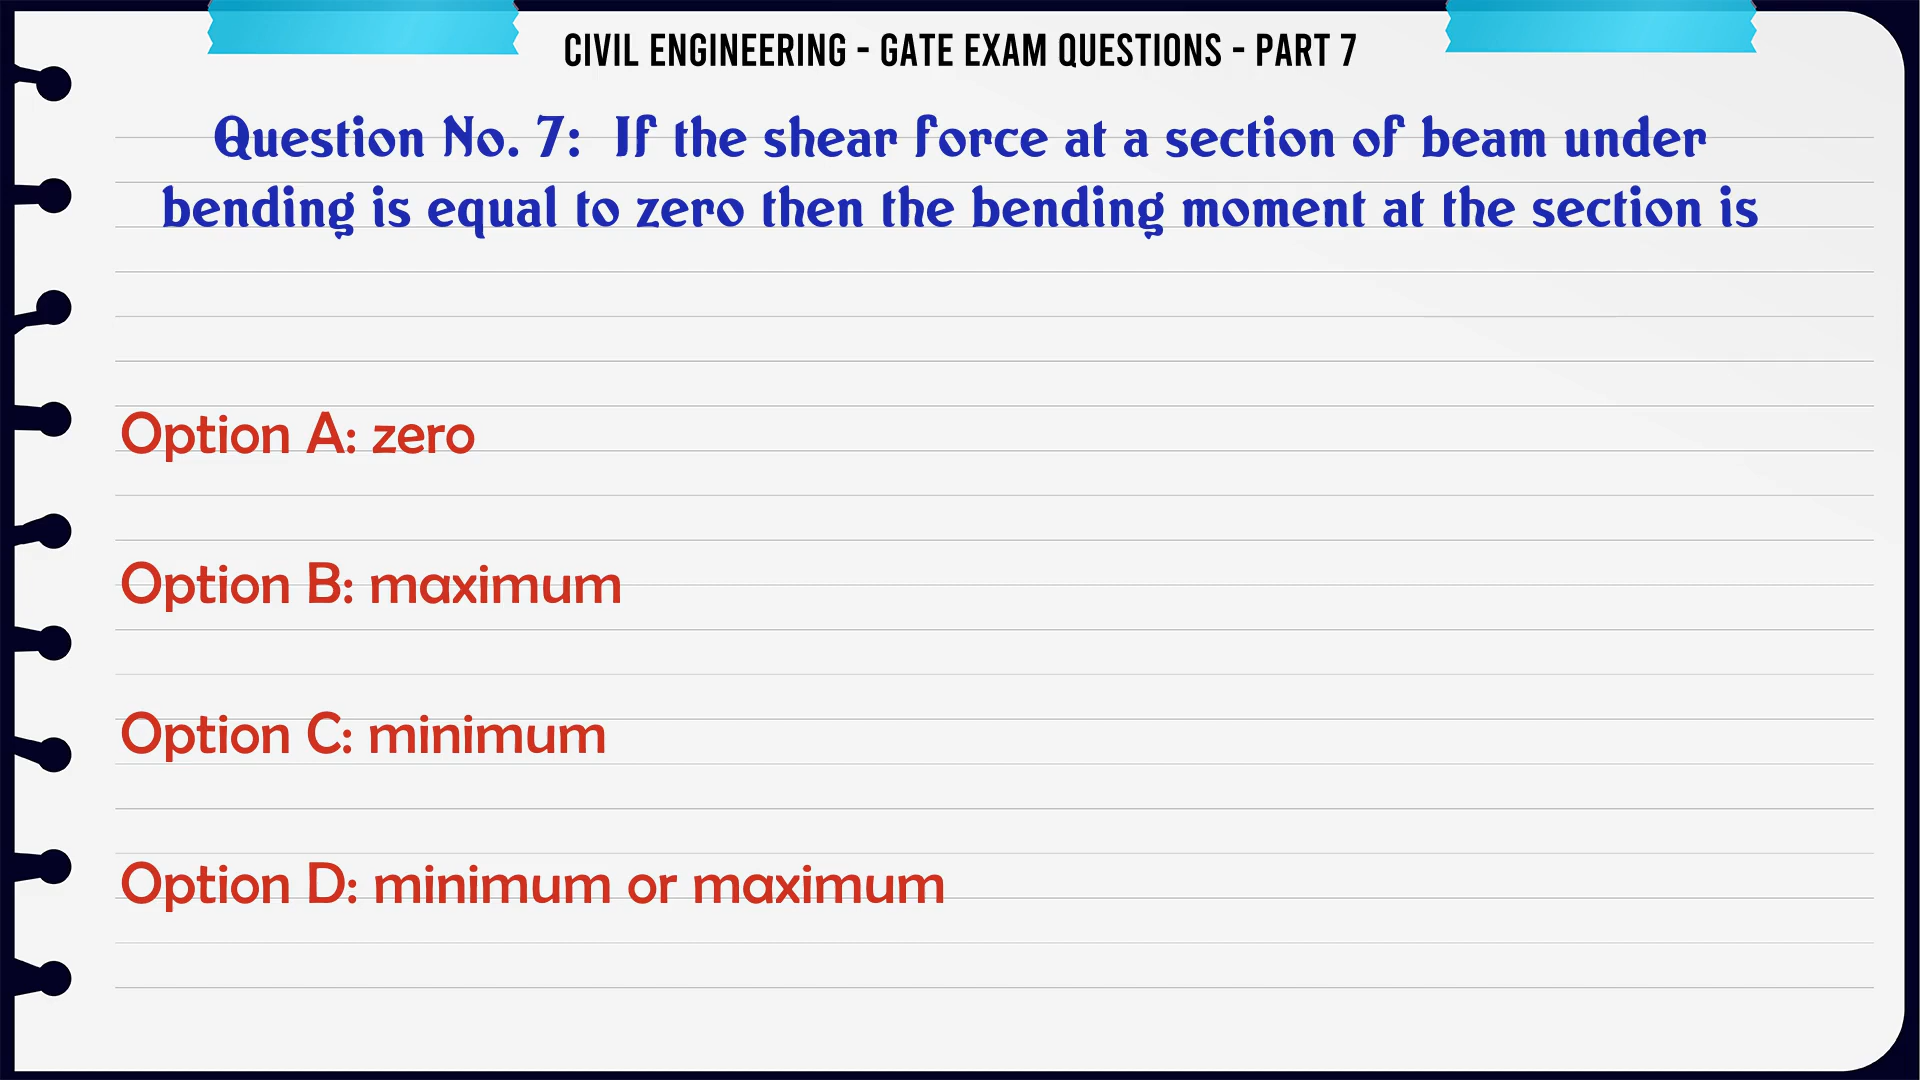 CIVIL ENGINEERING - GATE EXAM QUESTIONS - PART 7
Question No. 7: If the shear force at a section of beam under
bending is equal to zero then the bending moment at the section is
Option A: zero
Option B: maximum
Option C: minimum
Option D: minimum or maximum